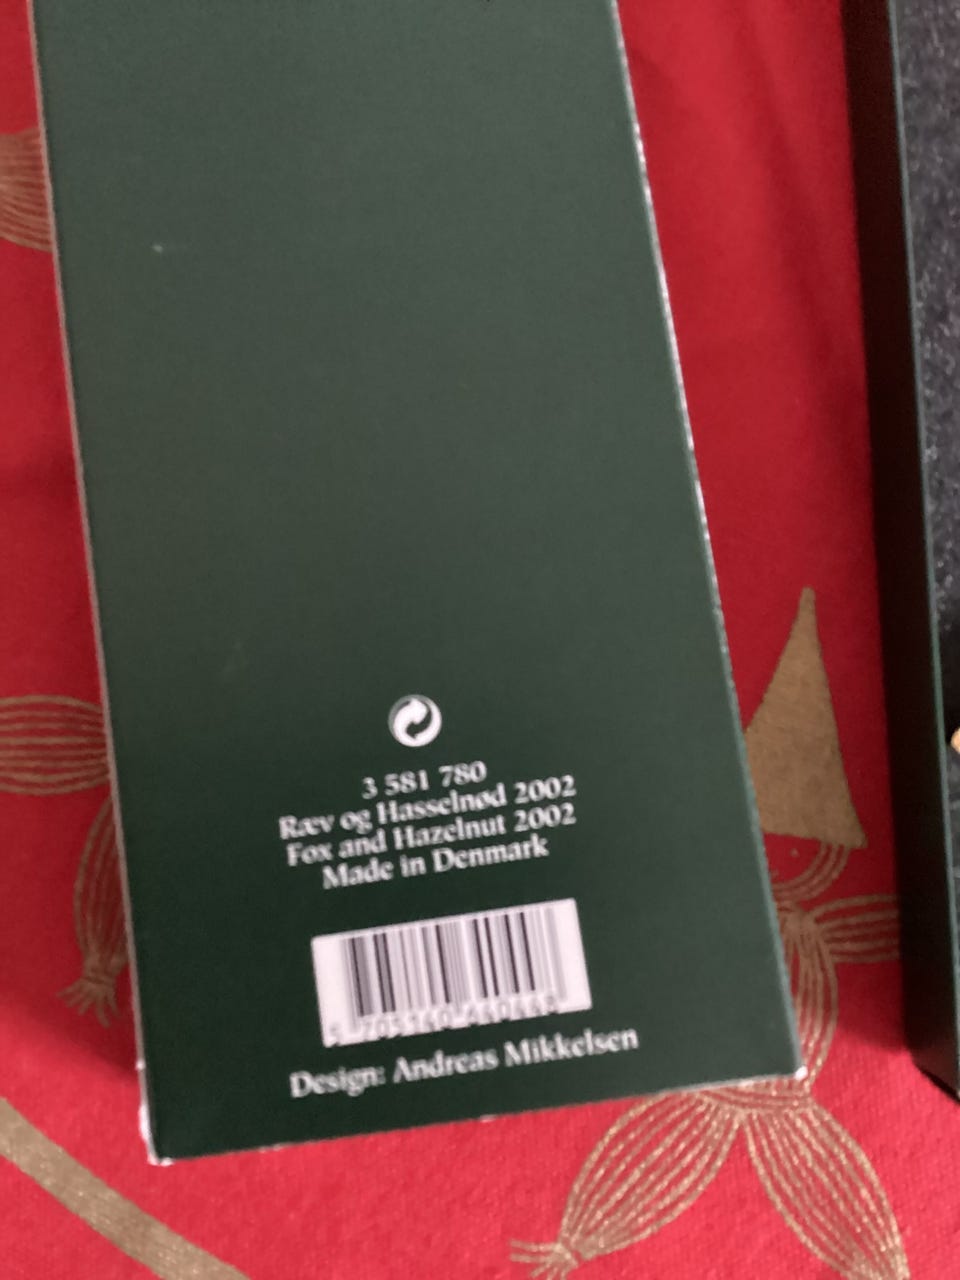 3 581 780
Ræv og Hasselnød 2002
Fox and Hazelnut 2002
Made in Denmark
Design: Andreas Mikkelsen